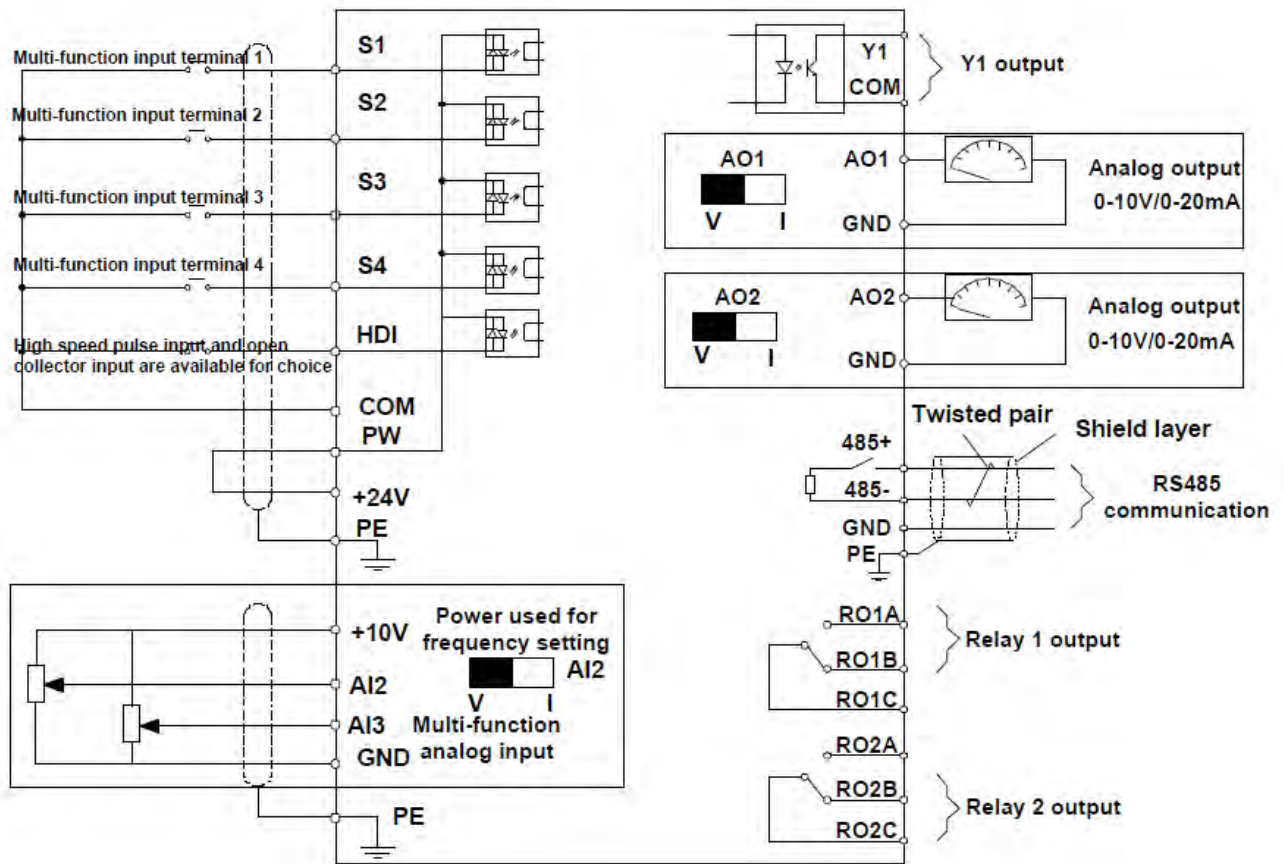 Multi-function input terminal 1
S1
Multi-function input terminal 2
S2
Multi-function input terminal 3
S3
Multi-function input terminal 4
S4
High speed pulse input and open
collector input are available for choice
HDI
COM
PW
+24V
PE
+10V
AI2
AI3
GND
PE
Power used for
frequency setting
AI2
V I
Multi-function
analog input
Y1
COM
Y1 output
AO1
V I
AO1
GND
Analog output
0-10V/0-20mA
AO2
V I
AO2
GND
Analog output
0-10V/0-20mA
Twisted pair
Shield layer
485+
485-
GND
PE
RS485
communication
RO1A
RO1B
RO1C
Relay 1 output
RO2A
RO2B
RO2C
Relay 2 output